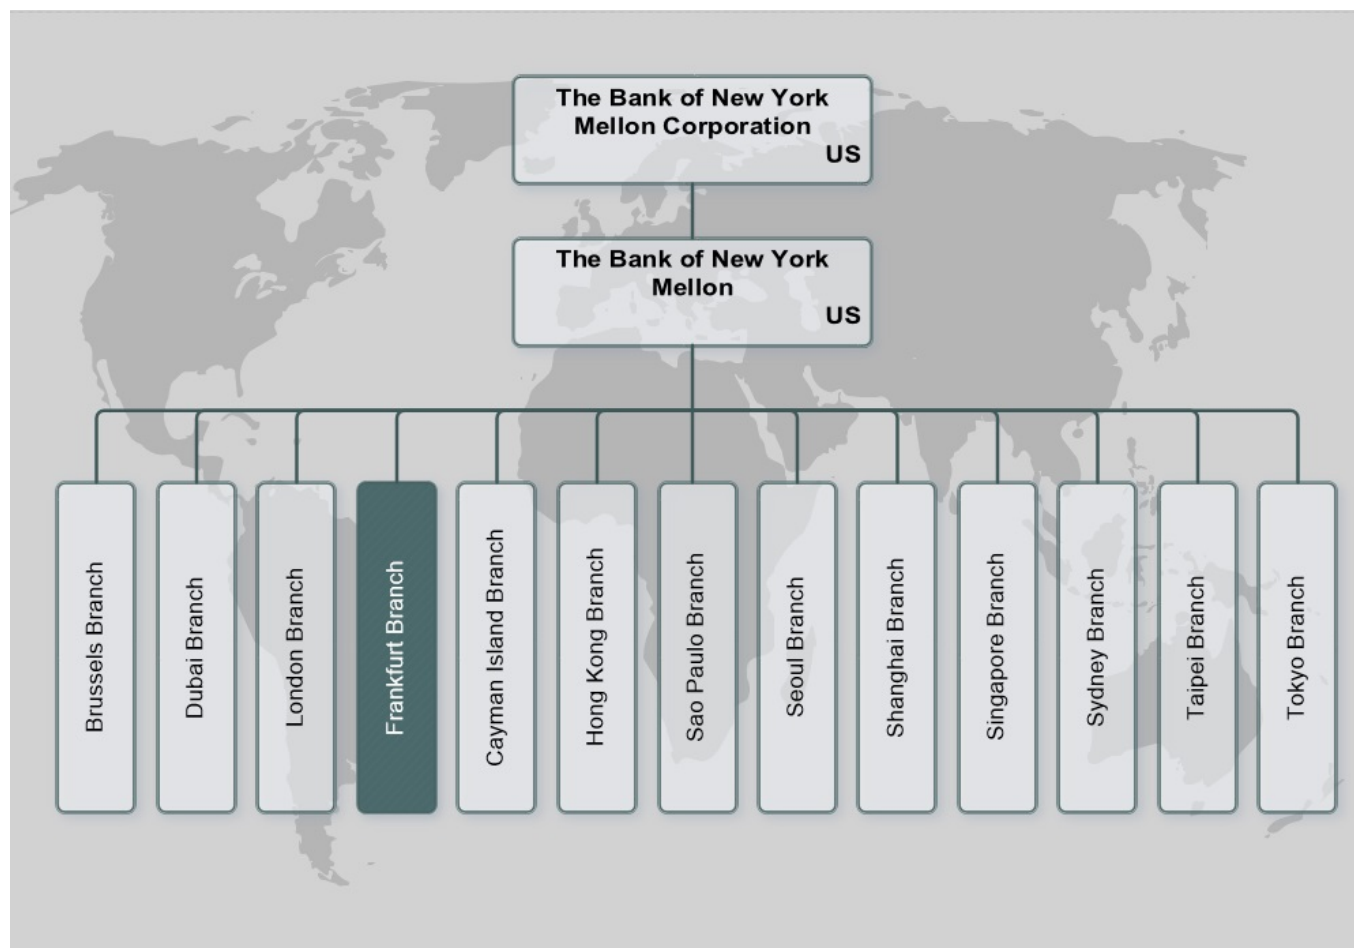 The Bank of New York
Mellon Corporation
US
The Bank of New York
Mellon
US
Brussels Branch
Dubai Branch
London Branch
Frankfurt Branch
Cayman Island Branch
Hong Kong Branch
Sao Paulo Branch
Seoul Branch
Shanghai Branch
Singapore Branch
Sydney Branch
Taipei Branch
Tokyo Branch